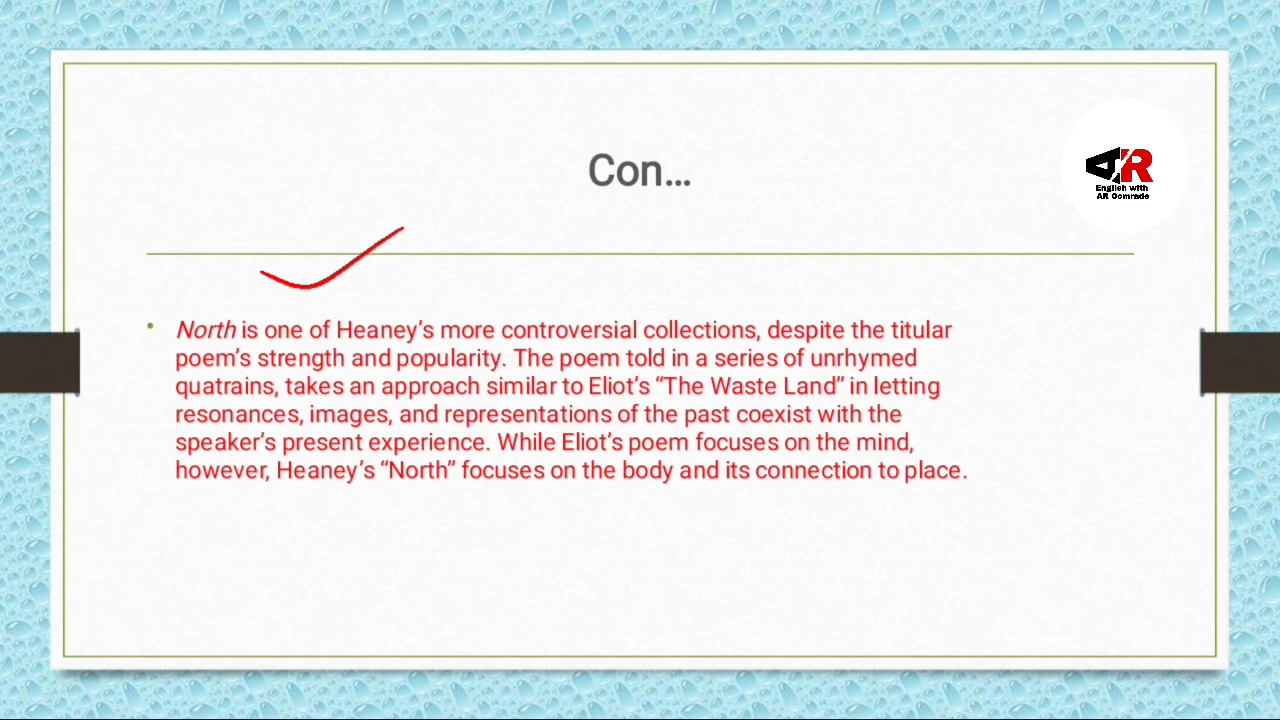 Con…
AR
English with
AR Comrade
North is one of Heaney’s more controversial collections, despite the titular
poem’s strength and popularity. The poem told in a series of unrhymed
quatrains, takes an approach similar to Eliot’s “The Waste Land” in letting
resonances, images, and representations of the past coexist with the
speaker’s present experience. While Eliot’s poem focuses on the mind,
however, Heaney’s “North” focuses on the body and its connection to place.